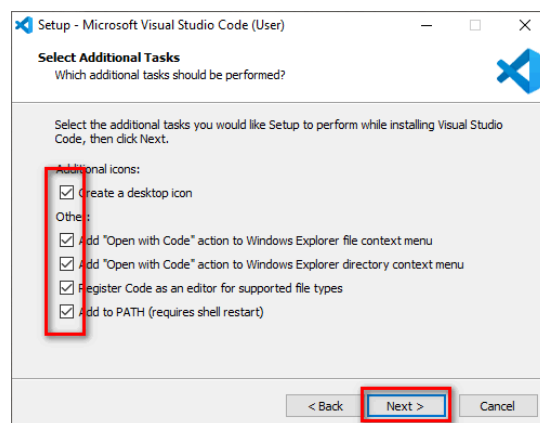 Setup - Microsoft Visual Studio Code (User)
Select Additional Tasks
Which additional tasks should be performed?
Select the additional tasks you would like Setup to perform while installing Visual Studio
Code, then click Next.
Additional icons:
Create a desktop icon
Other:
Add "Open with Code" action to Windows Explorer file context menu
Add "Open with Code" action to Windows Explorer directory context menu
Register Code as an editor for supported file types
Add to PATH (requires shell restart)
< Back Next > Cancel